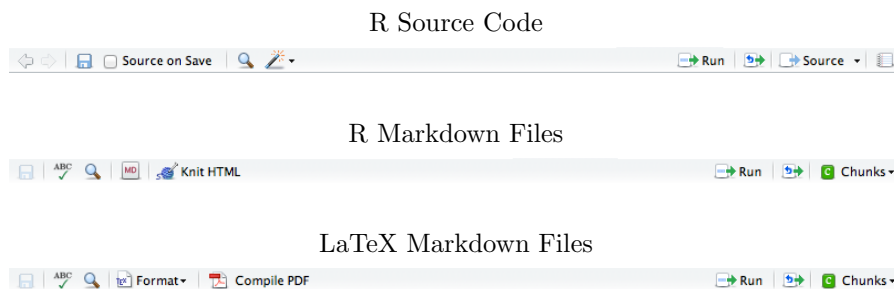 R Source Code
Source on Save Run Source
R Markdown Files
ABC MD Knit HTML Run C Chunks
LaTeX Markdown Files
ABC TEX Format Compile PDF Run C Chunks